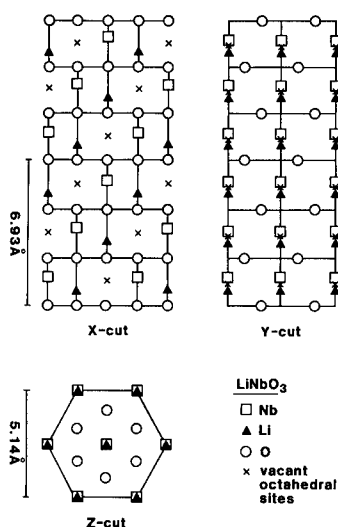 6.93Å
X-cut
Y-cut
5.14Å
Z-cut
LiNbO₃
Nb
Li
O
vacant
octahedral
sites